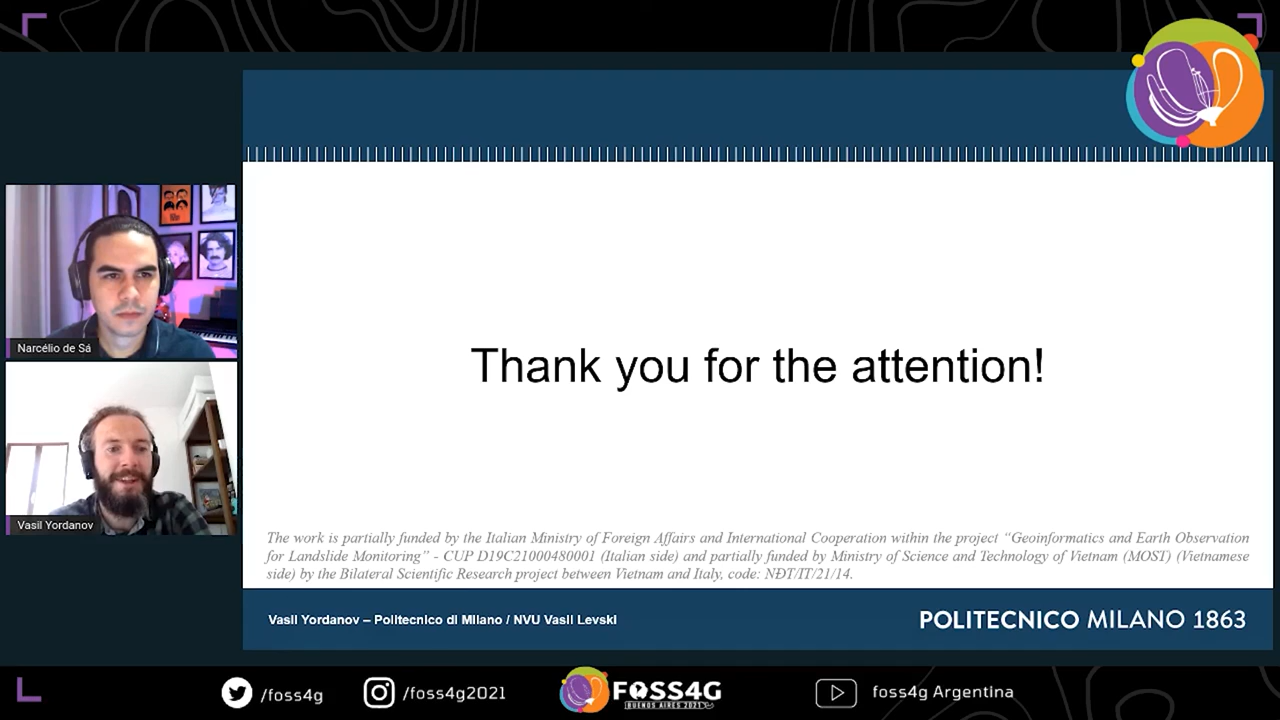 Thank you for the attention!
Narcélio de Sá
Vasil Yordanov
The work is partially funded by the Italian Ministry of Foreign Affairs and International Cooperation within the project “Geoinformatics and Earth Observation
for Landslide Monitoring” - CUP D19C21000480001 (Italian side) and partially funded by Ministry of Science and Technology of Vietnam (MOST) (Vietnamese
side) by the Bilateral Scientific Research project between Vietnam and Italy, code: NĐT/IT/21/14.
Vasil Yordanov – Politecnico di Milano / NVU Vasil Levski
POLITECNICO MILANO 1863
/foss4g
/foss4g2021
FOSS4G
BUENOS AIRES 2021
foss4g Argentina